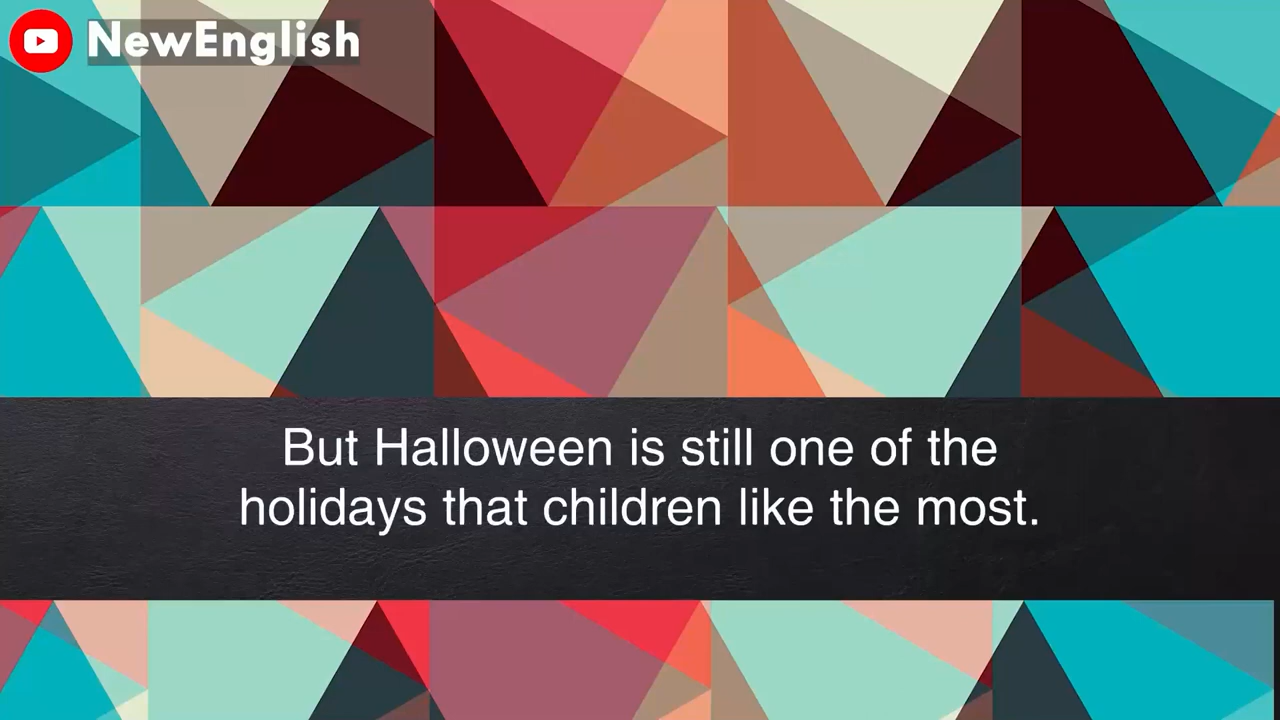 NewEnglish
But Halloween is still one of the
holidays that children like the most.